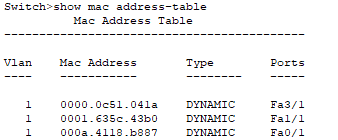 Switch>show mac address-table
Mac Address Table
-------------------------------------------
Vlan Mac Address Type Ports
---- ----------- -------- -----
1 0000.0c51.041a DYNAMIC Fa3/1
1 0001.635c.43b0 DYNAMIC Fa1/1
1 000a.4118.b887 DYNAMIC Fa0/1